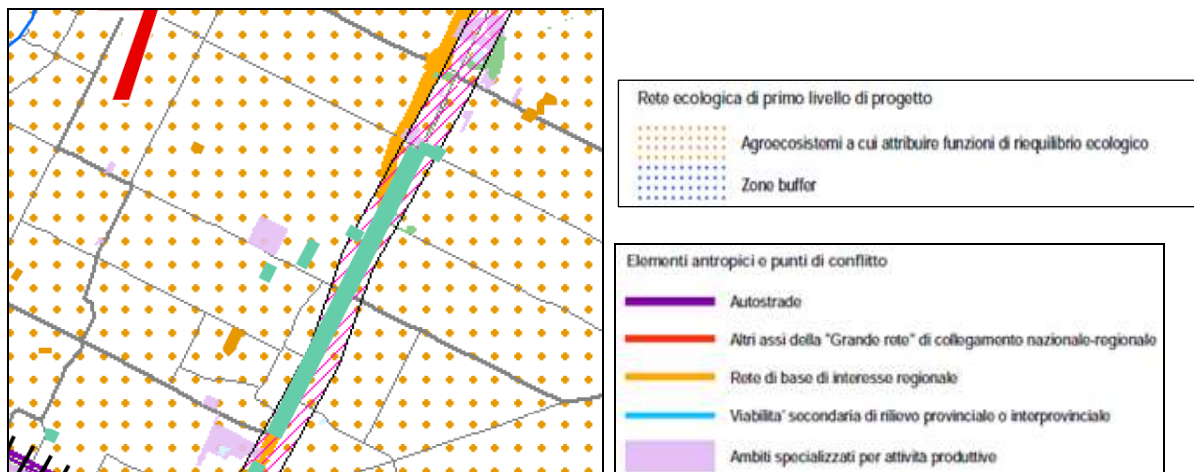 Rete ecologica di primo livello di progetto
Agroecosistemi a cui attribuire funzioni di riequilibrio ecologico
Zone buffer
Elementi antropici e punti di conflitto
Autostrade
Altri assi della "Grande rete" di collegamento nazionale-regionale
Rete di base di interesse regionale
Viabilita' secondaria di rilievo provinciale o interprovinciale
Ambiti specializzati per attività produttive